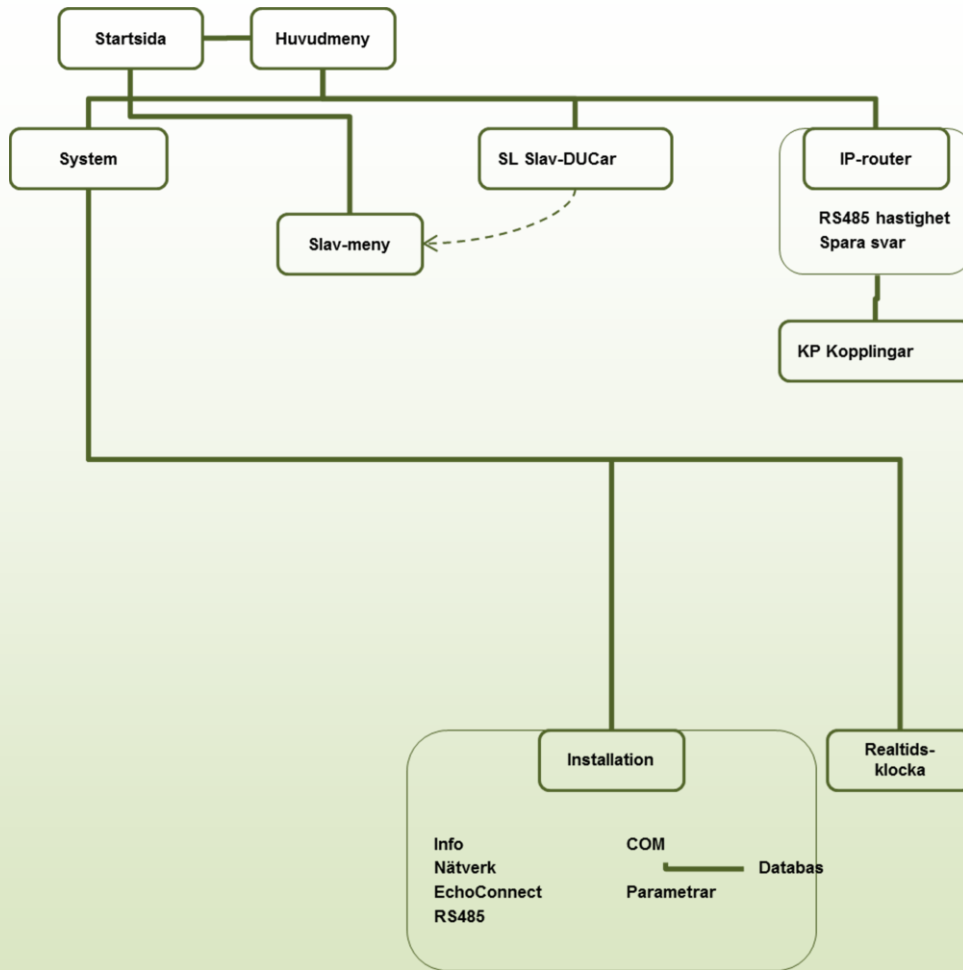 Startsida
Huvudmeny
System
SL Slav-DUCar
IP-router
Slav-meny
RS485 hastighet
Spara svar
KP Kopplingar
Installation
Realtids-
klocka
Info
COM
Nätverk
Databas
EchoConnect
Parametrar
RS485